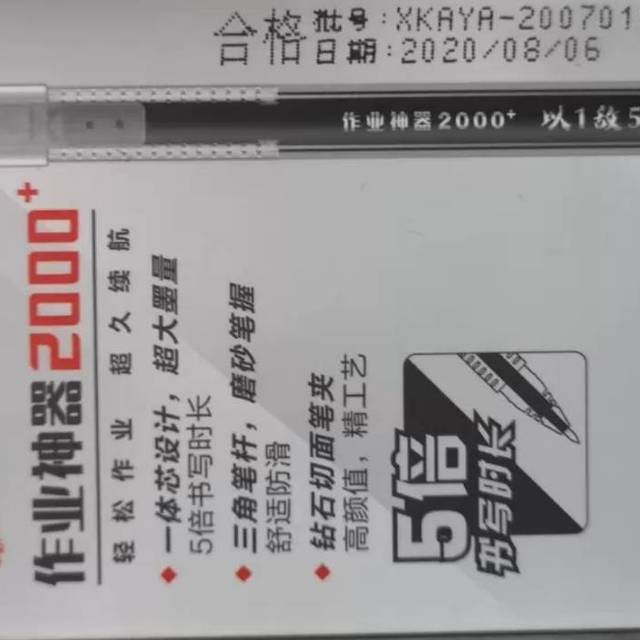 合格 批号:XKAYA-200701
日期:2020/08/06
作业神器2000+ 以1敌5
作业神器2000+
轻松作业 超久续航
一体芯设计，超大墨量
5倍书写时长
三角笔杆，磨砂笔握
舒适防滑
钻石切面笔夹
高颜值，精工艺
5倍
书写时长